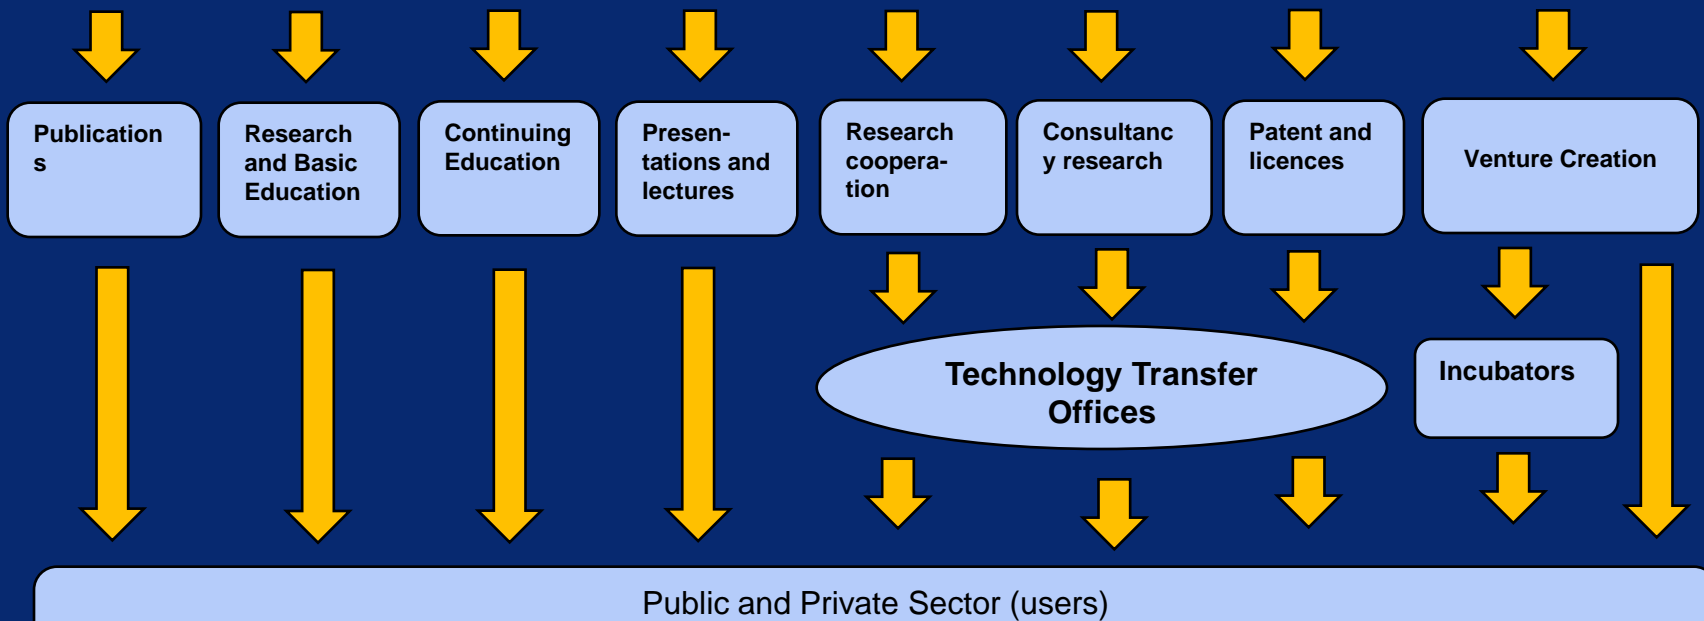 Publication
s
Research
and Basic
Education
Continuing
Education
Presen-
tations and
lectures
Research
coopera-
tion
Consultanc
y research
Patent and
licences
Venture Creation
Technology Transfer
Offices
Incubators
Public and Private Sector (users)